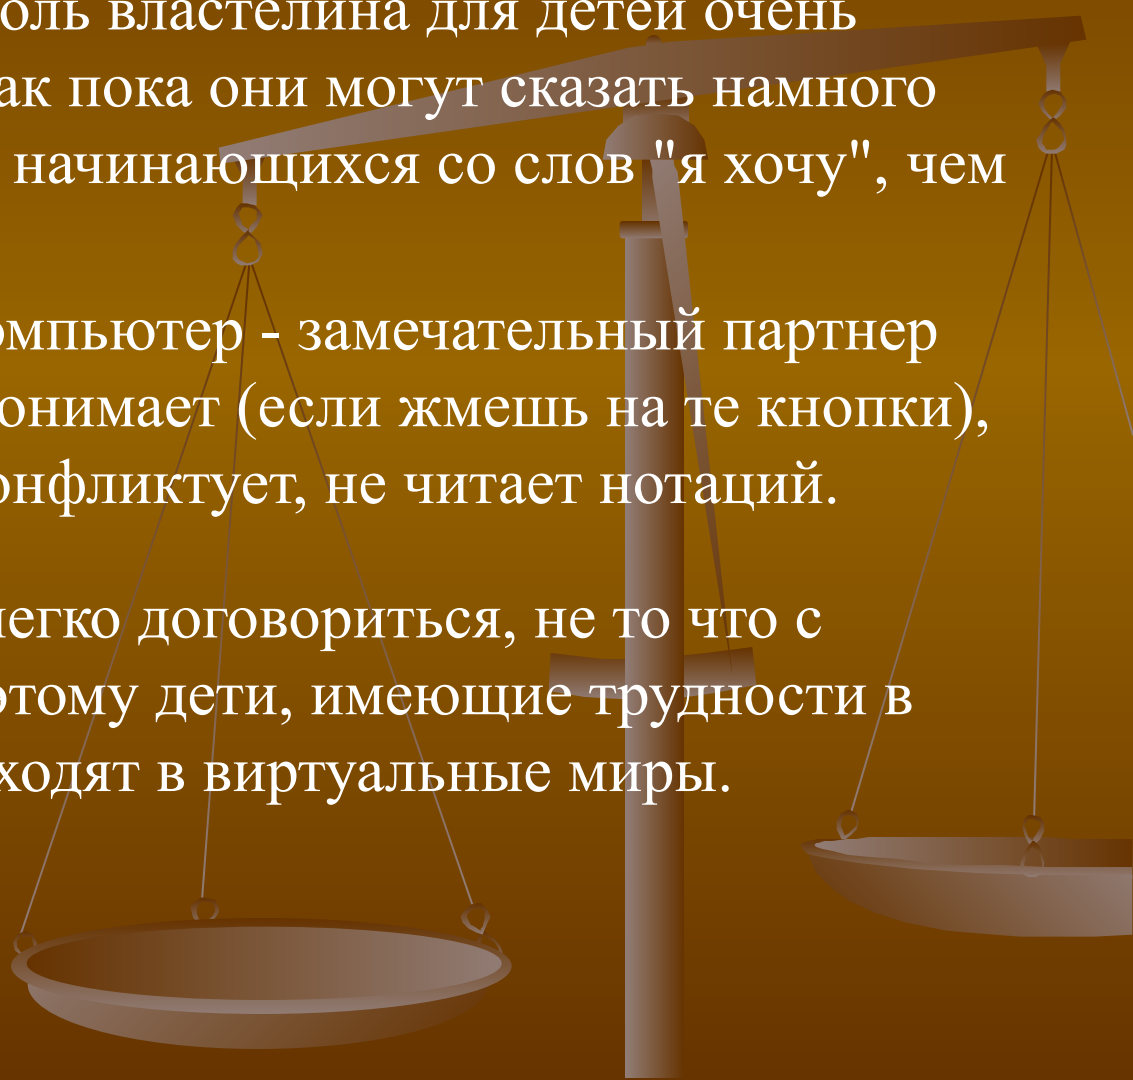 оль властелина для детей очень
ак пока они могут сказать намного
начинающихся со слов "я хочу", чем
омпьютер - замечательный партнер
онимает (если жмешь на те кнопки),
онфликтует, не читает нотаций.
легко договориться, не то что с
этому дети, имеющие трудности в
ходят в виртуальные миры.